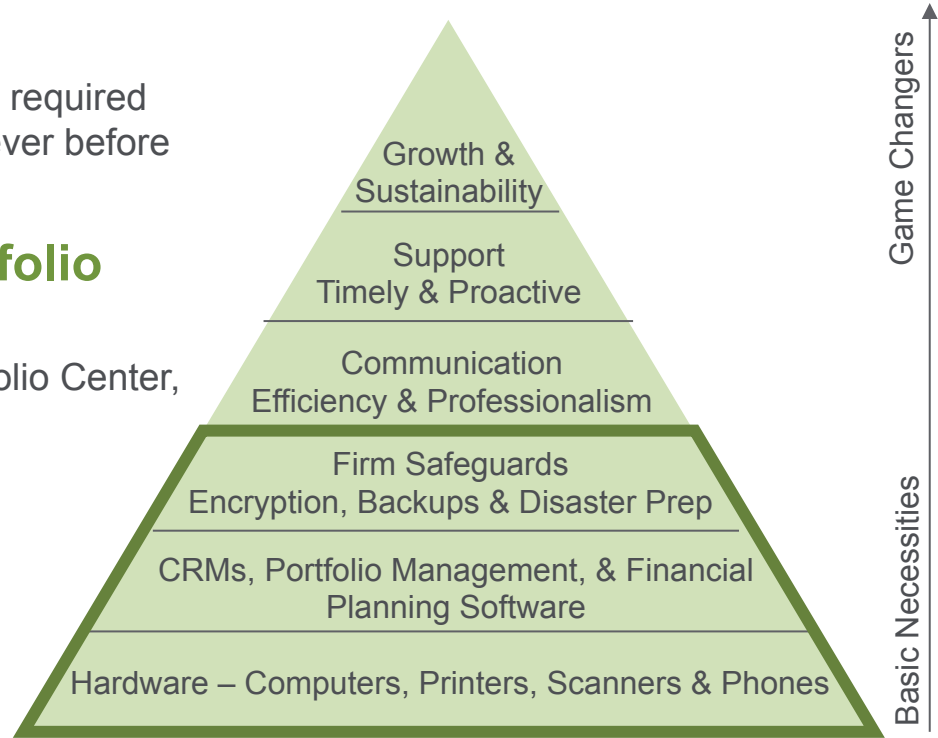 required
ever before
folio
olio Center,
Growth &
Sustainability
Support
Timely & Proactive
Communication
Efficiency & Professionalism
Firm Safeguards
Encryption, Backups & Disaster Prep
CRMs, Portfolio Management, & Financial
Planning Software
Hardware – Computers, Printers, Scanners & Phones
Game Changers
Basic Necessities